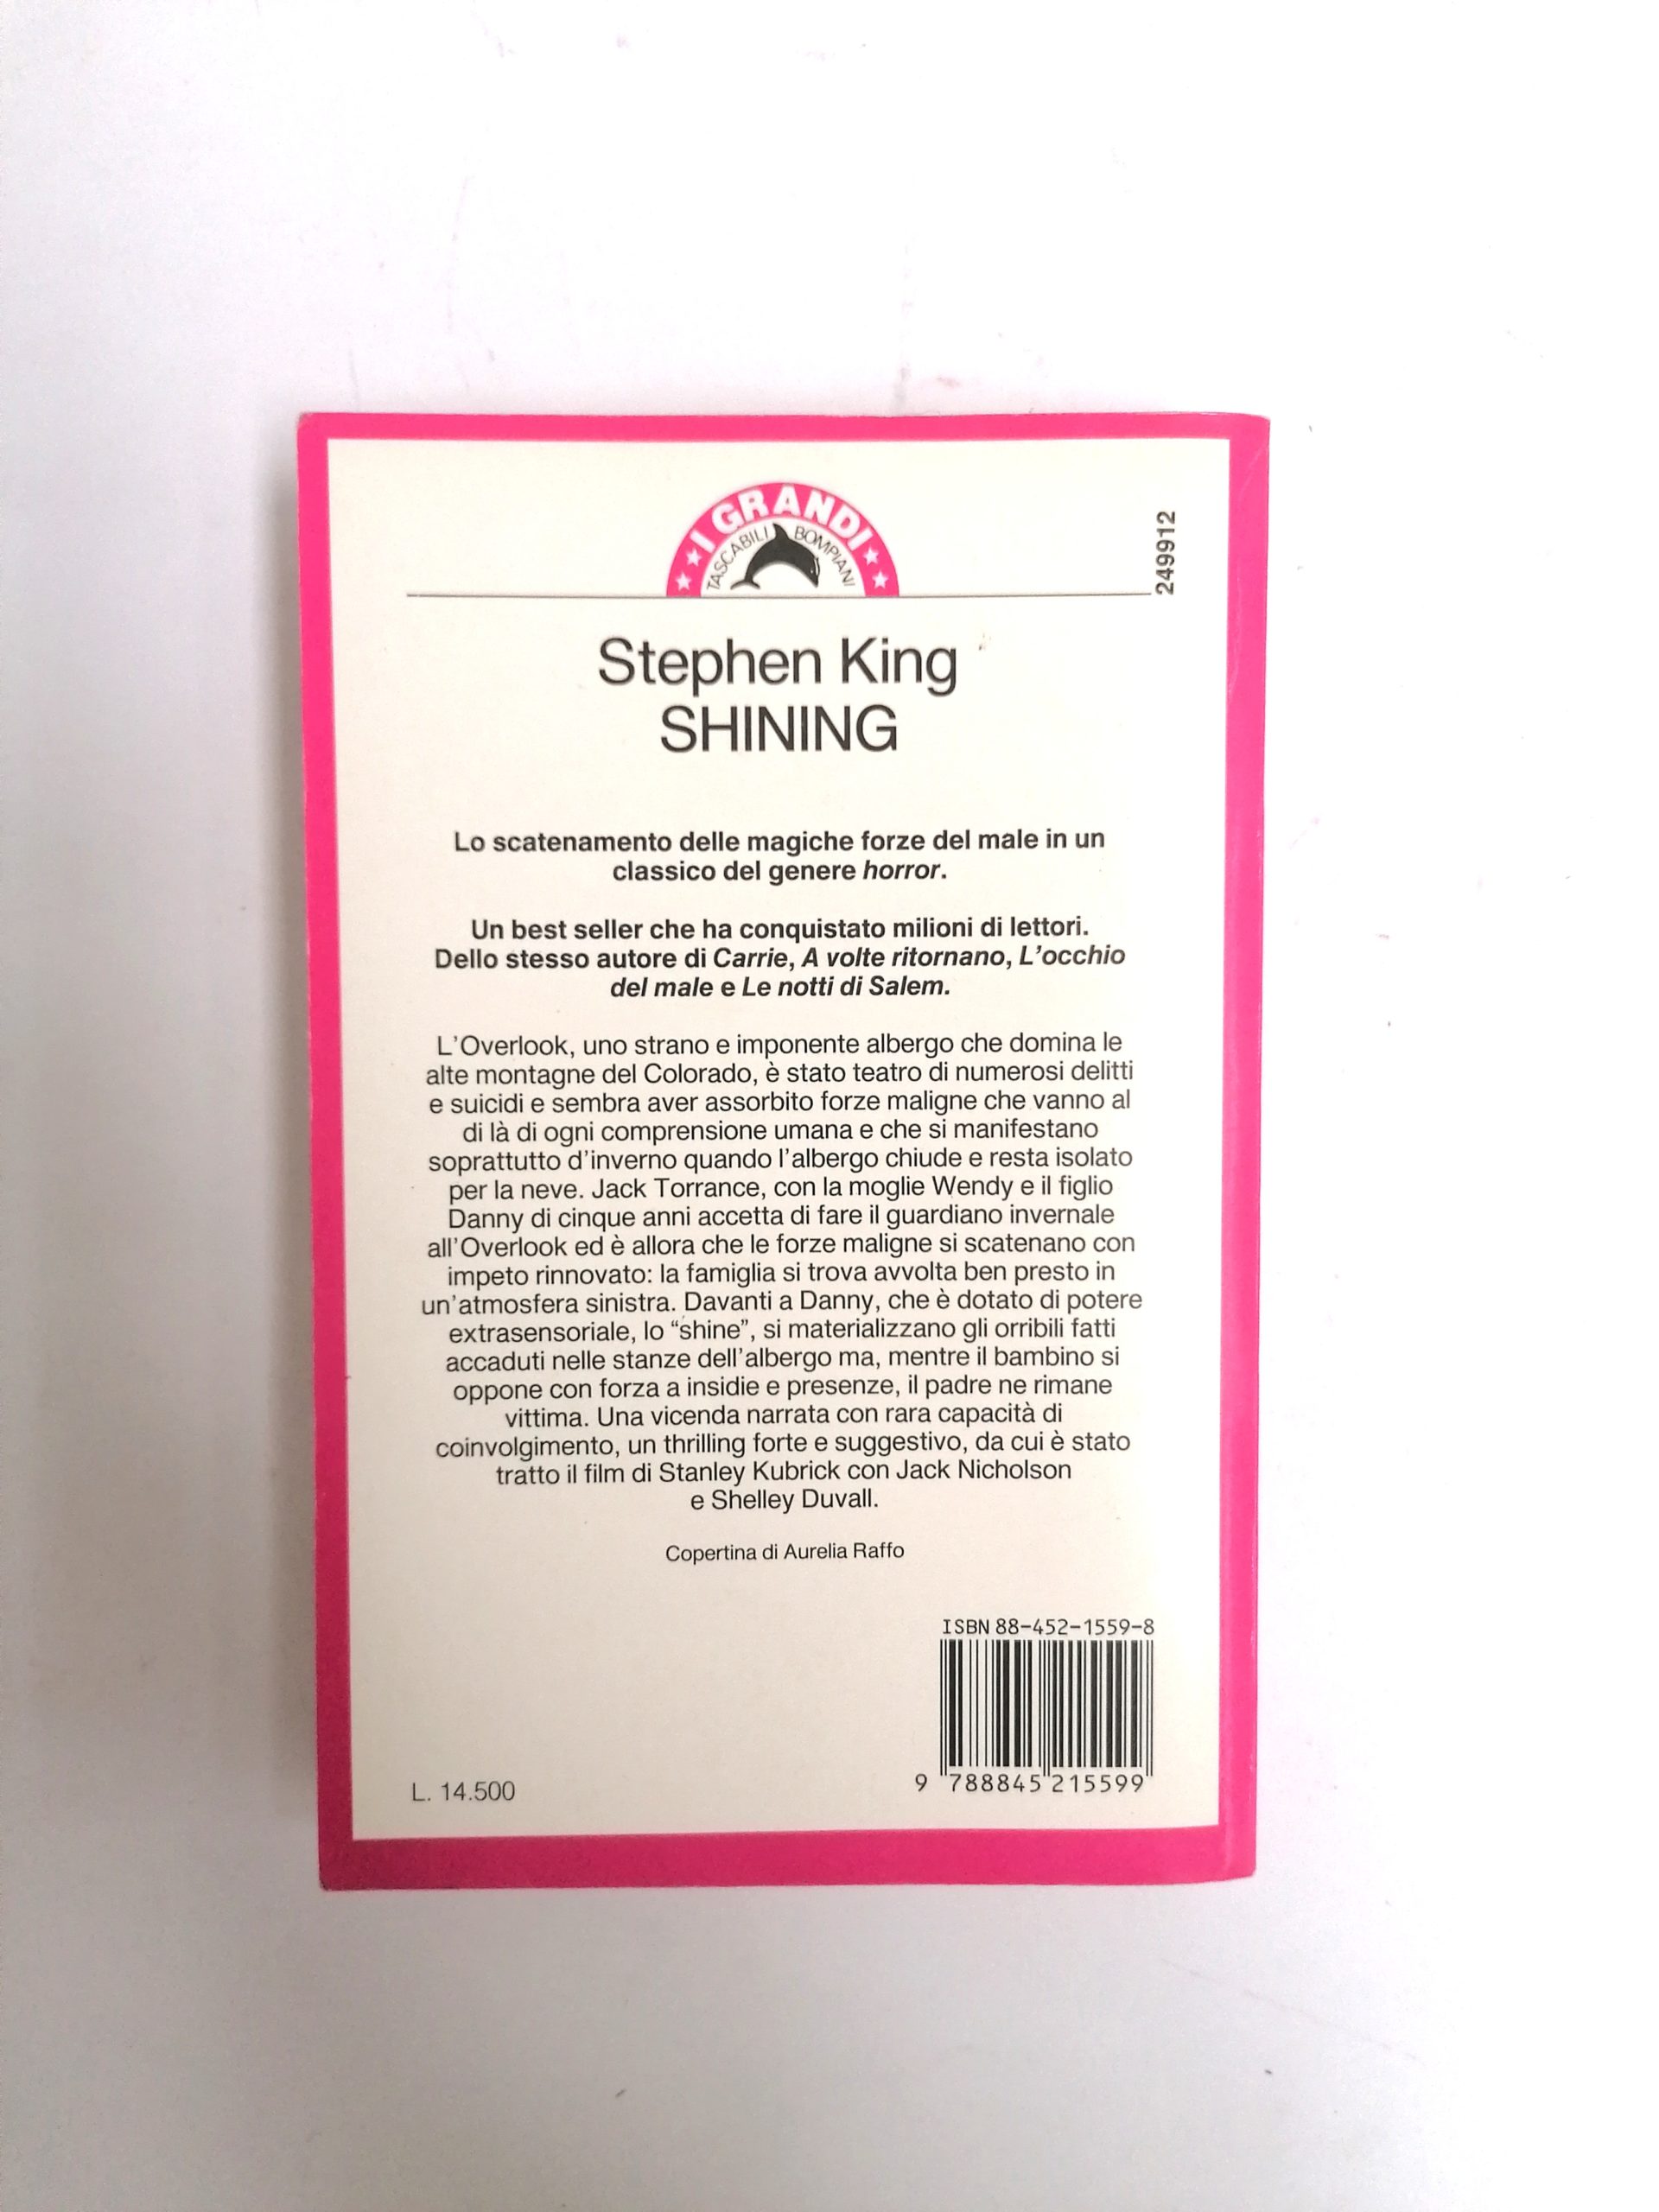 I GRANDI
TASCABILI BOMPIANI
249912
Stephen King
SHINING
Lo scatenamento delle magiche forze del male in un
classico del genere horror.
Un best seller che ha conquistato milioni di lettori.
Dello stesso autore di Carrie, A volte ritornano, L'occhio
del male e Le notti di Salem.
L'Overlook, uno strano e imponente albergo che domina le
alte montagne del Colorado, è stato teatro di numerosi delitti
e suicidi e sembra aver assorbito forze maligne che vanno al
di là di ogni comprensione umana e che si manifestano
soprattutto d'inverno quando l'albergo chiude e resta isolato
per la neve. Jack Torrance, con la moglie Wendy e il figlio
Danny di cinque anni accetta di fare il guardiano invernale
all'Overlook ed è allora che le forze maligne si scatenano con
impeto rinnovato: la famiglia si trova avvolta ben presto in
un'atmosfera sinistra. Davanti a Danny, che è dotato di potere
extrasensoriale, lo “shine”, si materializzano gli orribili fatti
accaduti nelle stanze dell'albergo ma, mentre il bambino si
oppone con forza a insidie e presenze, il padre ne rimane
vittima. Una vicenda narrata con rara capacità di
coinvolgimento, un thrilling forte e suggestivo, da cui è stato
tratto il film di Stanley Kubrick con Jack Nicholson
e Shelley Duvall.
Copertina di Aurelia Raffo
ISBN 88-452-1559-8
9 788845 215599
L. 14.500